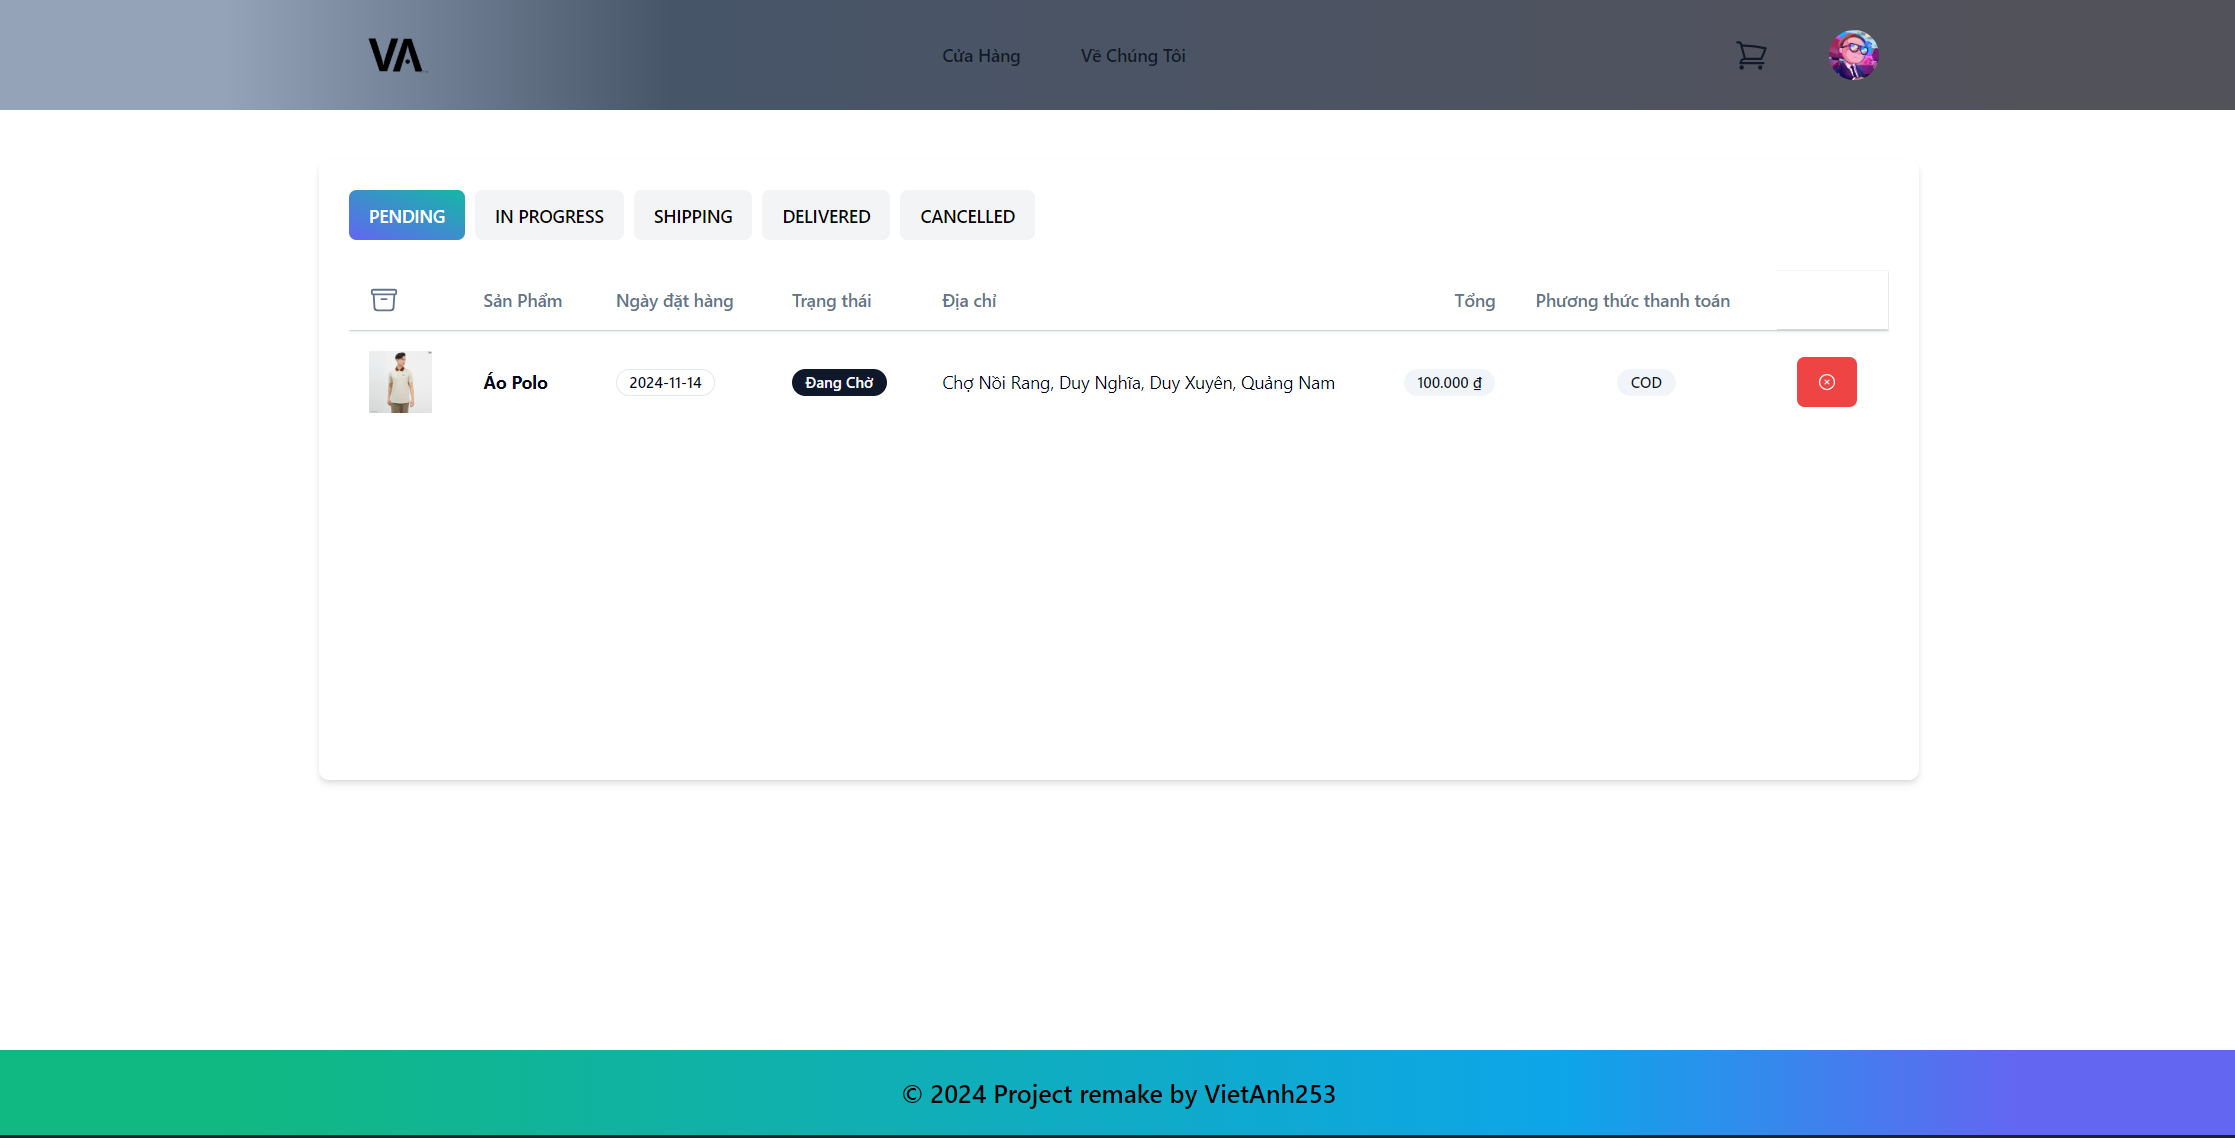 VA
Cửa Hàng
Về Chúng Tôi
PENDING
IN PROGRESS
SHIPPING
DELIVERED
CANCELLED
Sản Phẩm
Ngày đặt hàng
Trạng thái
Địa chỉ
Tổng
Phương thức thanh toán
Áo Polo
2024-11-14
Đang Chờ
Chợ Nồi Rang, Duy Nghĩa, Duy Xuyên, Quảng Nam
100.000 ₫
COD
© 2024 Project remake by VietAnh253